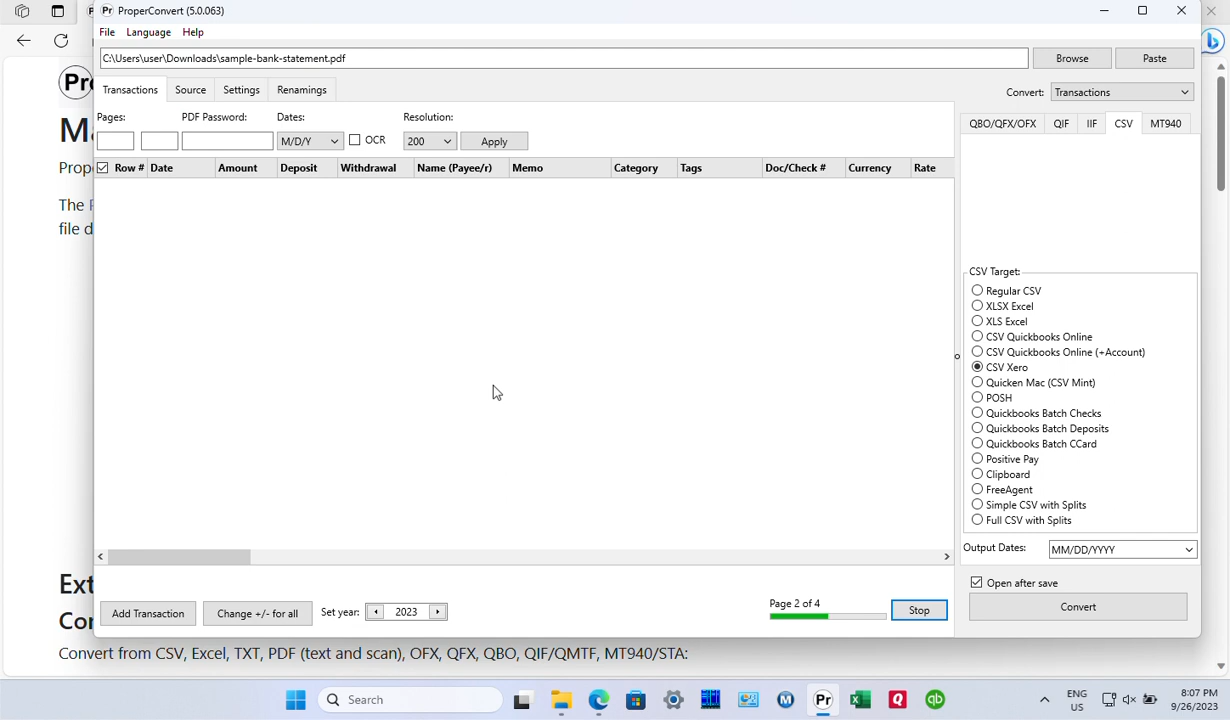 ProperConvert (5.0.063)
File Language Help
C:\Users\user\Downloads\sample-bank-statement.pdf
Browse Paste
Transactions Source Settings Renamings
Convert: Transactions
Pages: PDF Password: Dates: Resolution:
M/D/Y OCR 200 Apply
QBO/QFX/OFX QIF IIF CSV MT940
Row # Date Amount Deposit Withdrawal Name (Payee/r) Memo Category Tags Doc/Check # Currency Rate
CSV Target:
Regular CSV
XLSX Excel
XLS Excel
CSV Quickbooks Online
CSV Quickbooks Online (+Account)
CSV Xero
Quicken Mac (CSV Mint)
POSH
Quickbooks Batch Checks
Quickbooks Batch Deposits
Quickbooks Batch CCard
Positive Pay
Clipboard
FreeAgent
Simple CSV with Splits
Full CSV with Splits
Output Dates: MM/DD/YYYY
Open after save
Convert
Add Transaction Change +/- for all Set year: 2023
Page 2 of 4
Stop
The
file d
Convert from CSV, Excel, TXT, PDF (text and scan), OFX, QFX, QBO, QIF/QMTF, MT940/STA:
Search
ENG
US
8:07 PM
9/26/2023